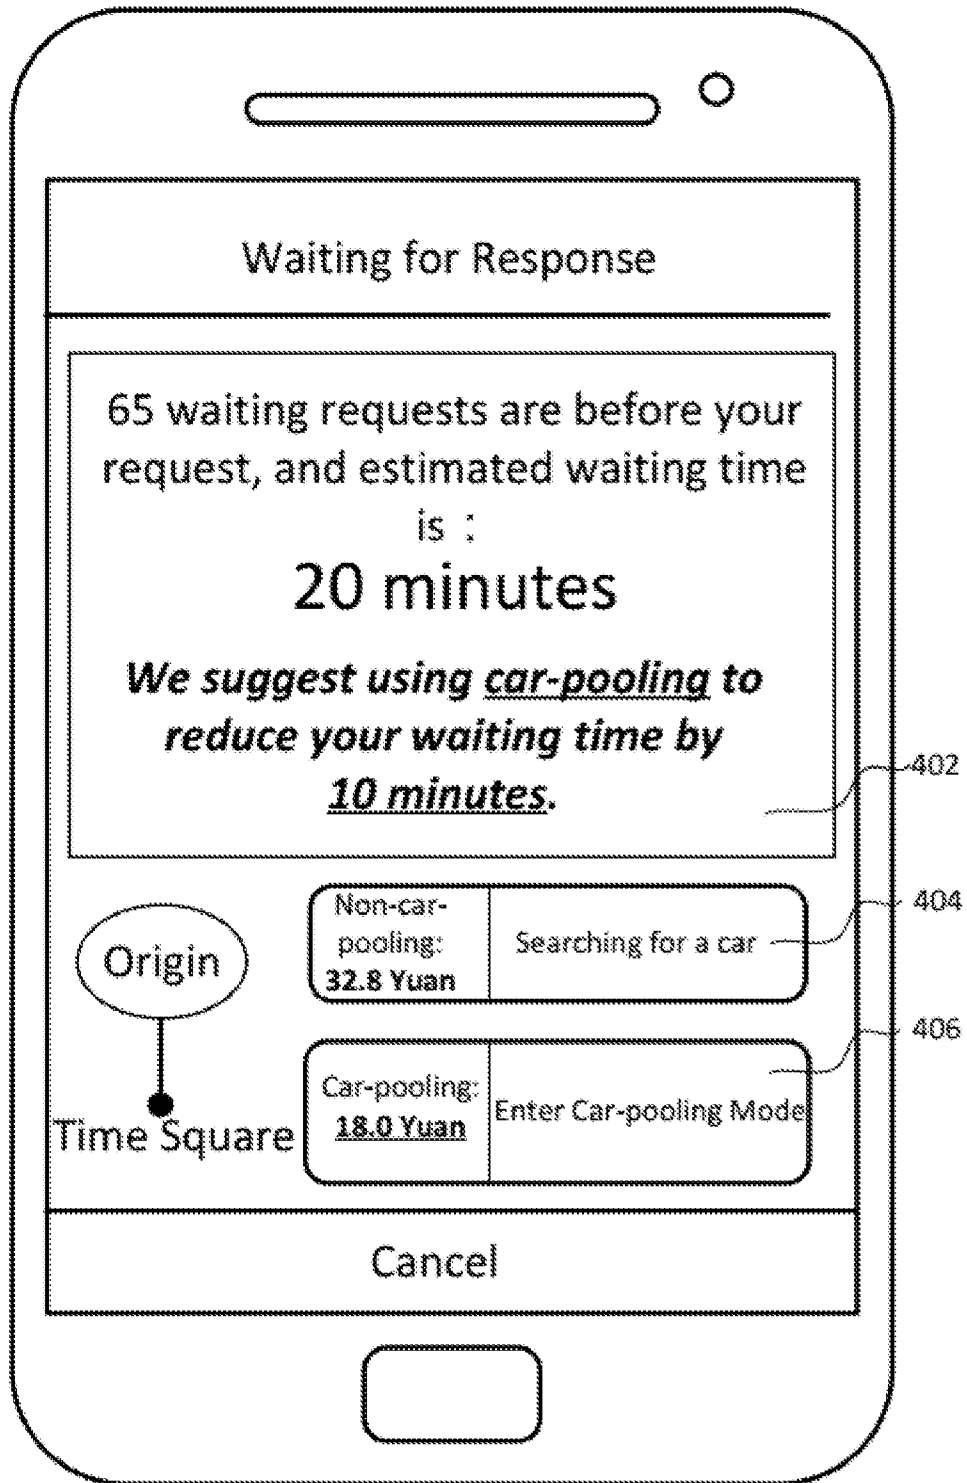 Waiting for Response
65 waiting requests are before your
request, and estimated waiting time
is :
20 minutes
We suggest using car-pooling to
reduce your waiting time by
10 minutes.
402
Non-car-
pooling:
32.8 Yuan
Searching for a car
404
Origin
406
Car-pooling:
18.0 Yuan
Enter Car-pooling Mode
Time Square
Cancel